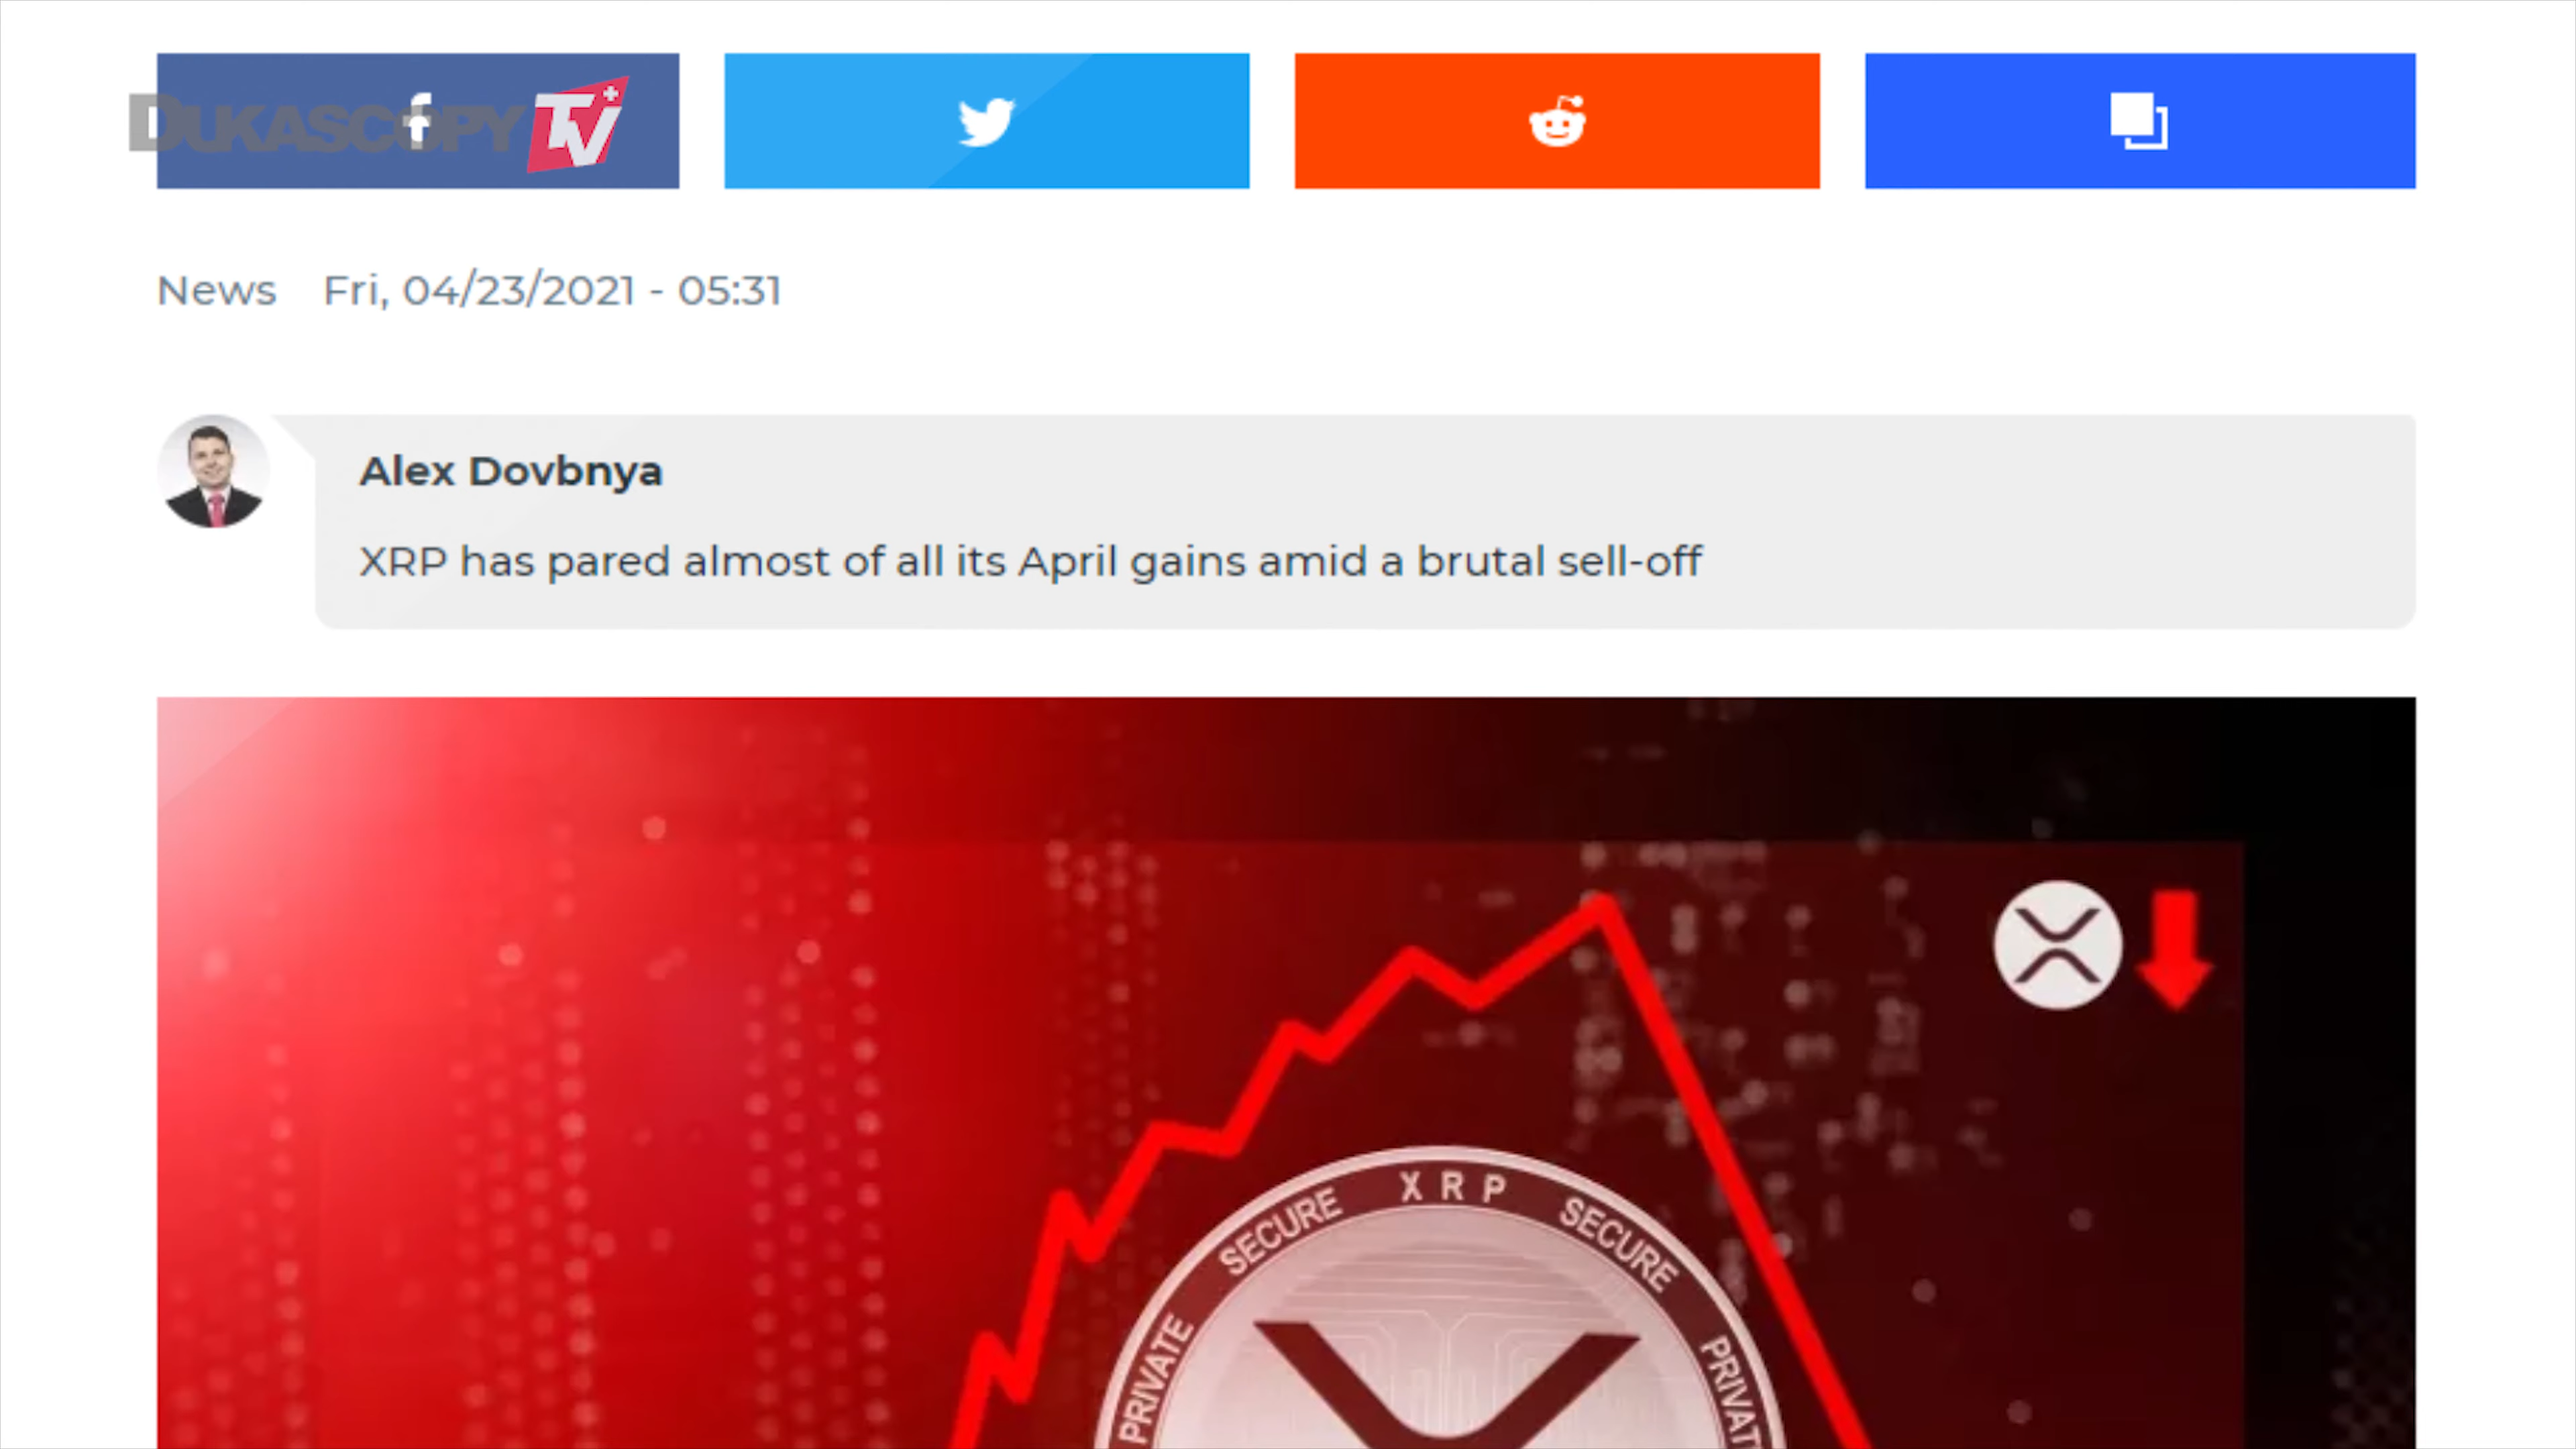 DUKASCOPY TV+
f
News Fri, 04/23/2021 - 05:31
Alex Dovbnya
XRP has pared almost of all its April gains amid a brutal sell-off
PRIVATE SECURE XRP SECURE PRIVAT